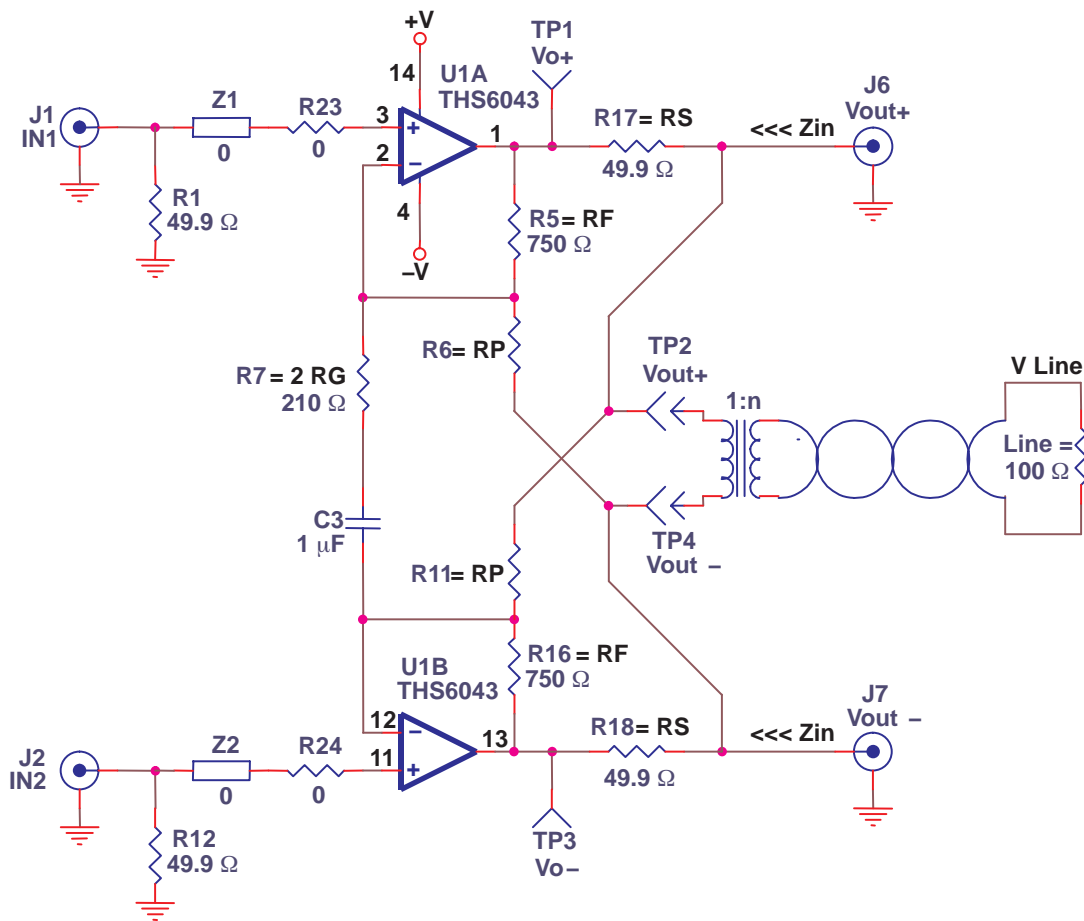 +V
TP1
Vo+
14
U1A
THS6043
J1
IN1
Z1
0
R23
0
3
+
2
−
1
4
–V
R17= RS
49.9 Ω
<<< Zin
J6
Vout+
R1
49.9 Ω
R5= RF
750 Ω
R6= RP
R7= 2 RG
210 Ω
TP2
Vout+
1:n
V Line
Line =
100 Ω
C3
1 μF
TP4
Vout –
R11= RP
R16= RF
750 Ω
U1B
THS6043
12
−
11
+
13
R18= RS
49.9 Ω
<<< Zin
J7
Vout –
J2
IN2
Z2
0
R24
0
R12
49.9 Ω
TP3
Vo–